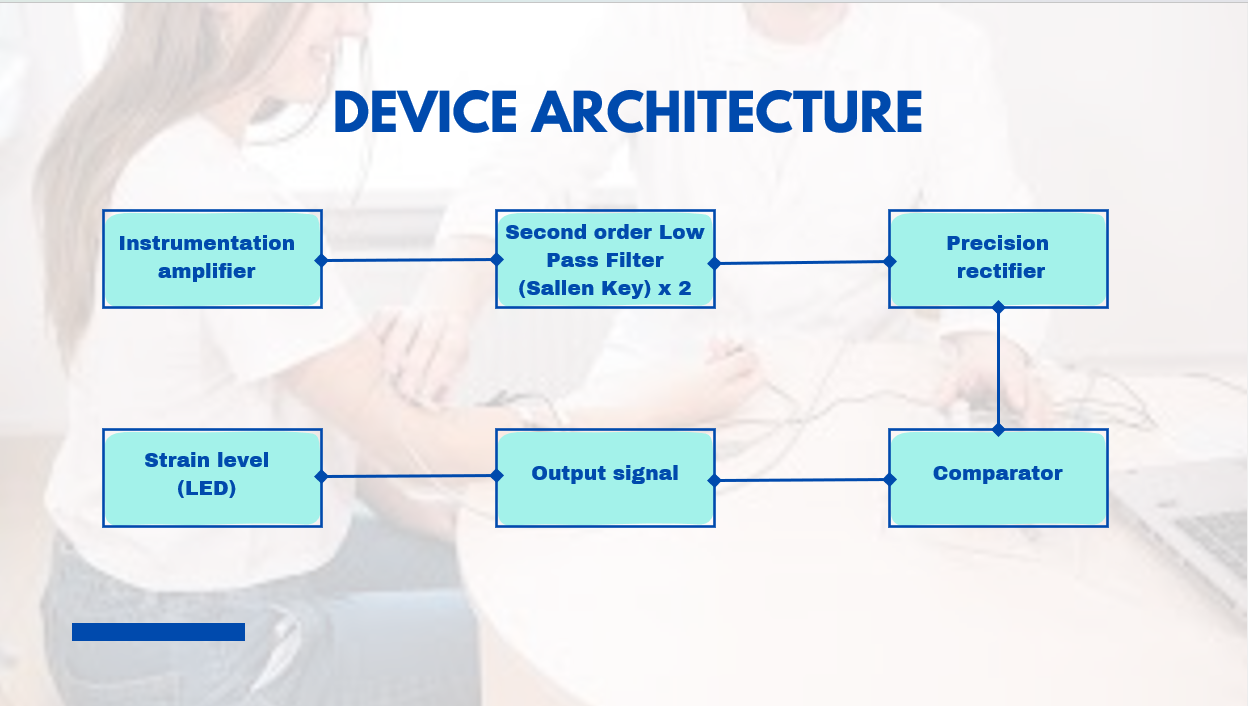 DEVICE ARCHITECTURE
Instrumentation
amplifier
Second order Low
Pass Filter
(Sallen Key) x 2
Precision
rectifier
Strain level
(LED)
Output signal
Comparator